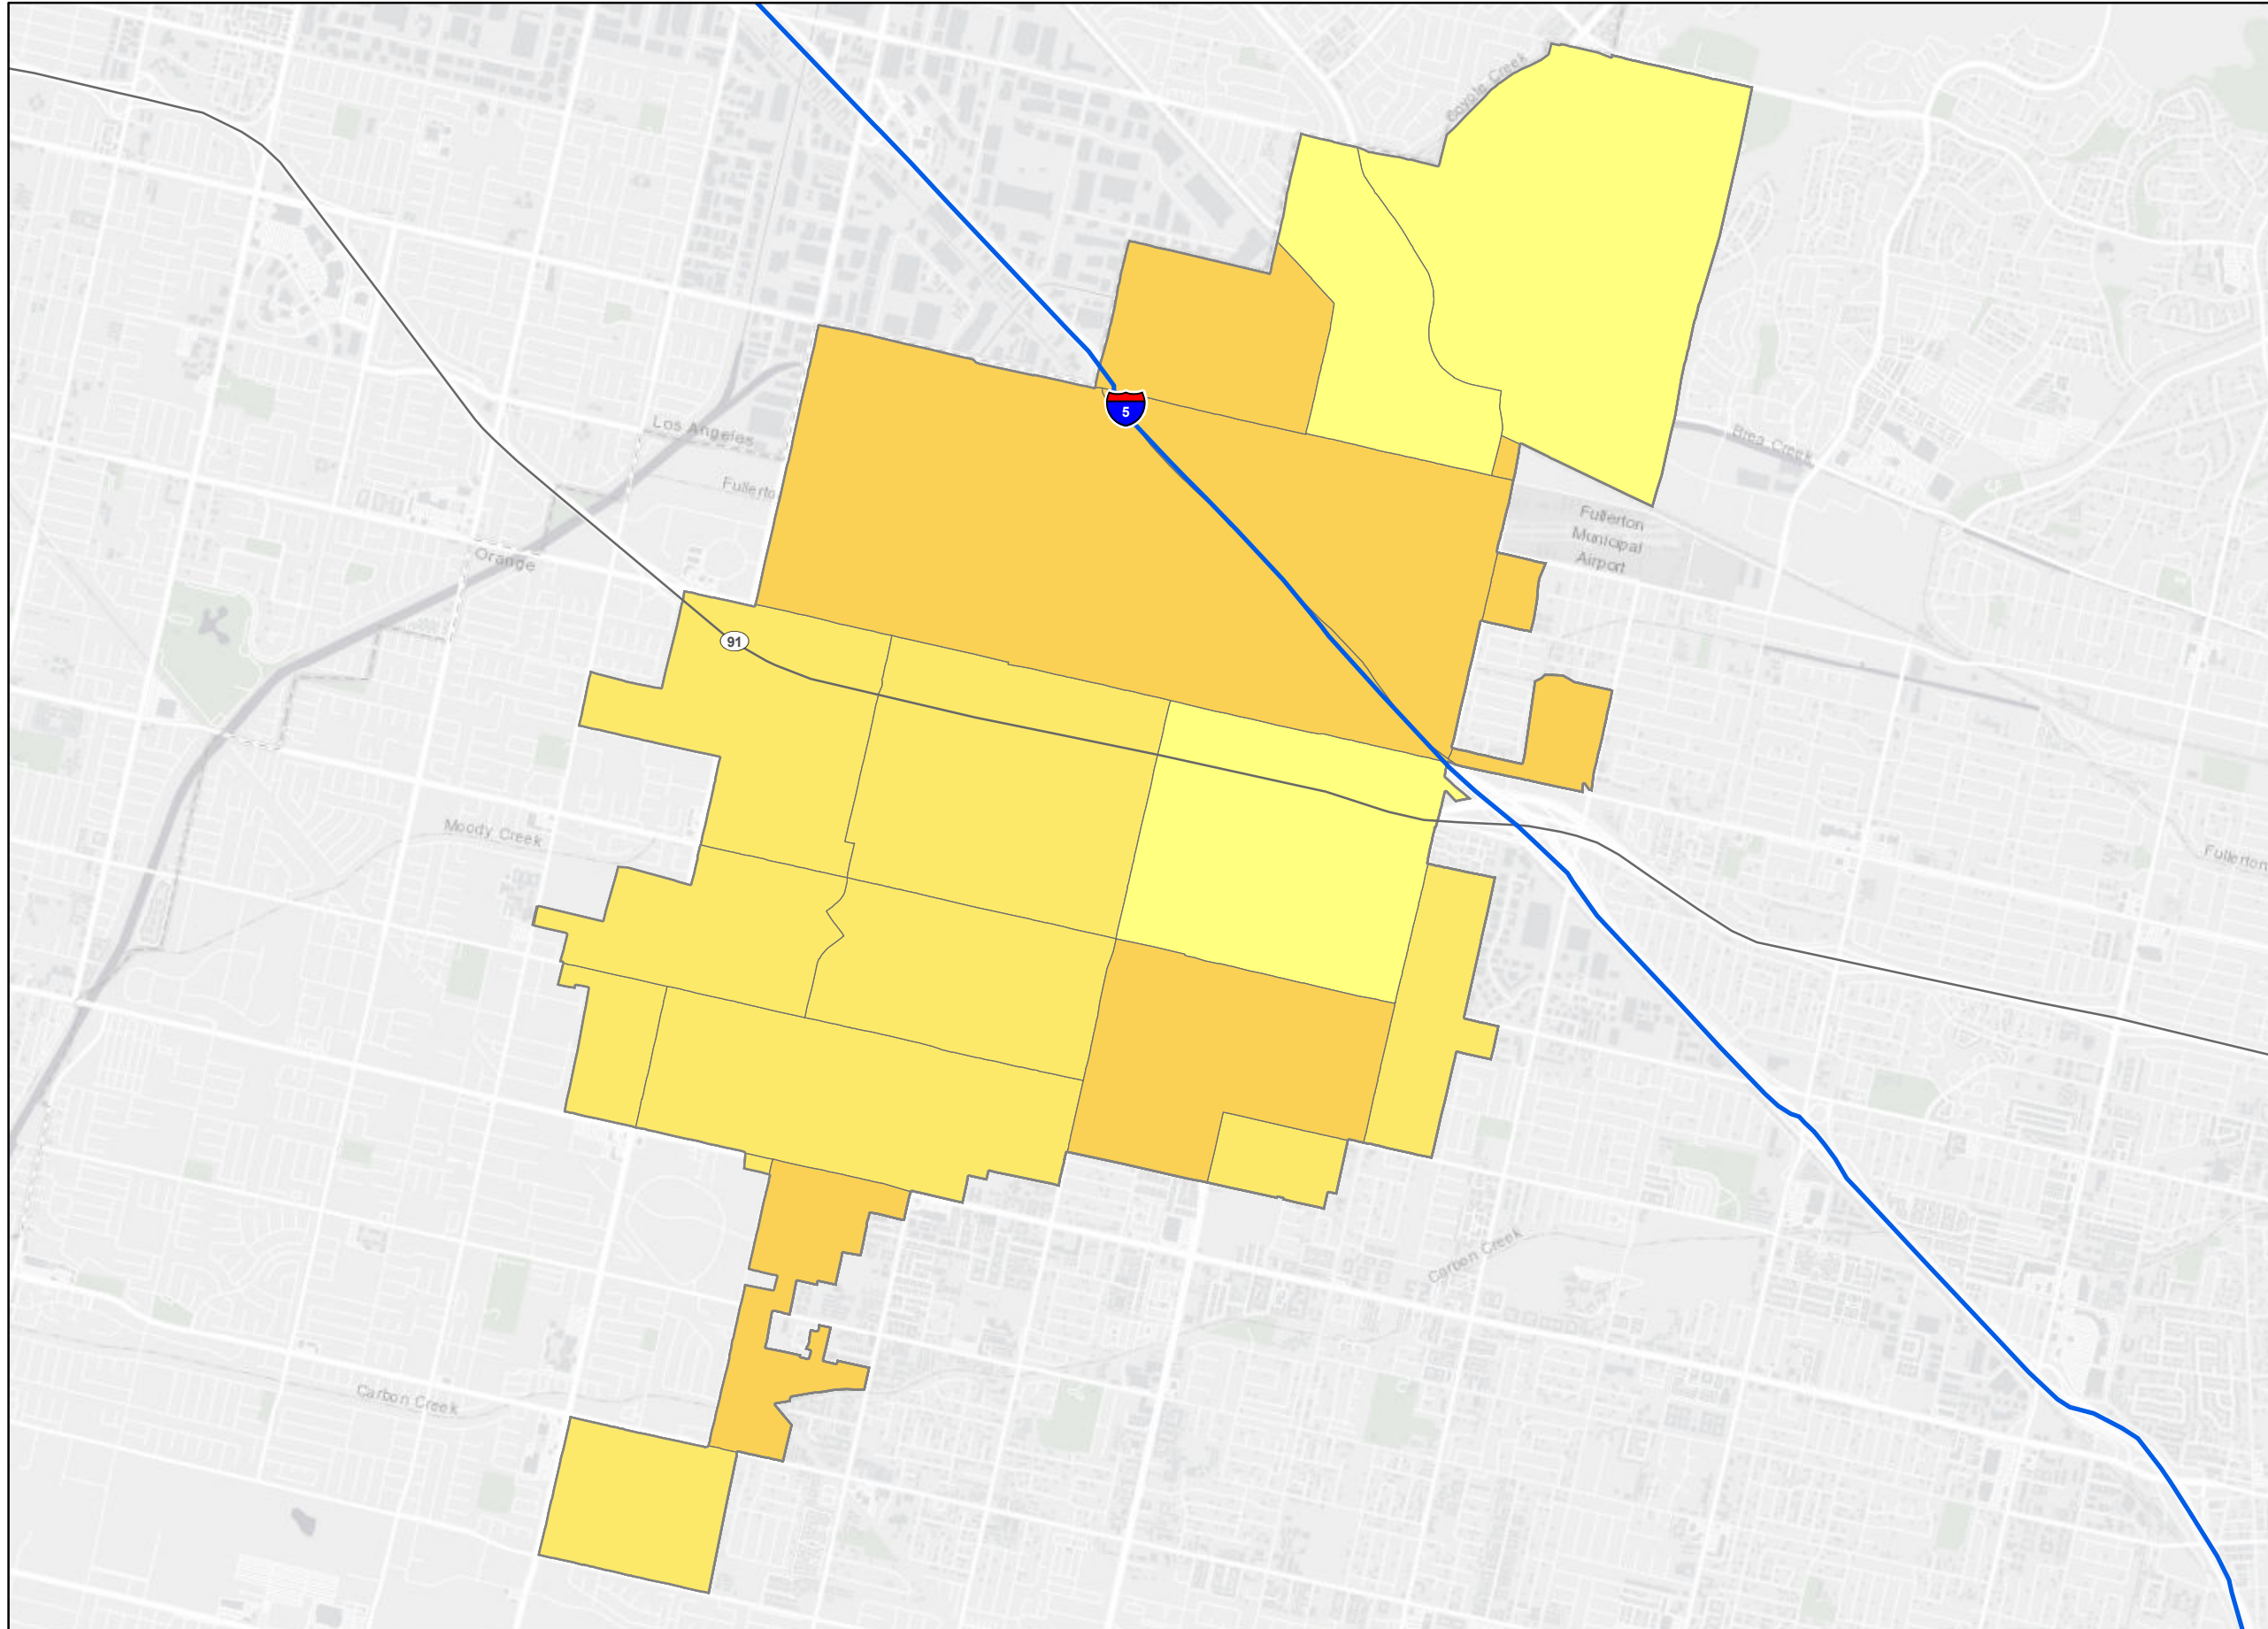 Coyote Creek
5
Los Angeles
Brea Creek
Fullerto
Fullerton
Municipal
Airport
Orange
91
Moody Creek
Fullerton
Carbon Creek
Carbon Creek